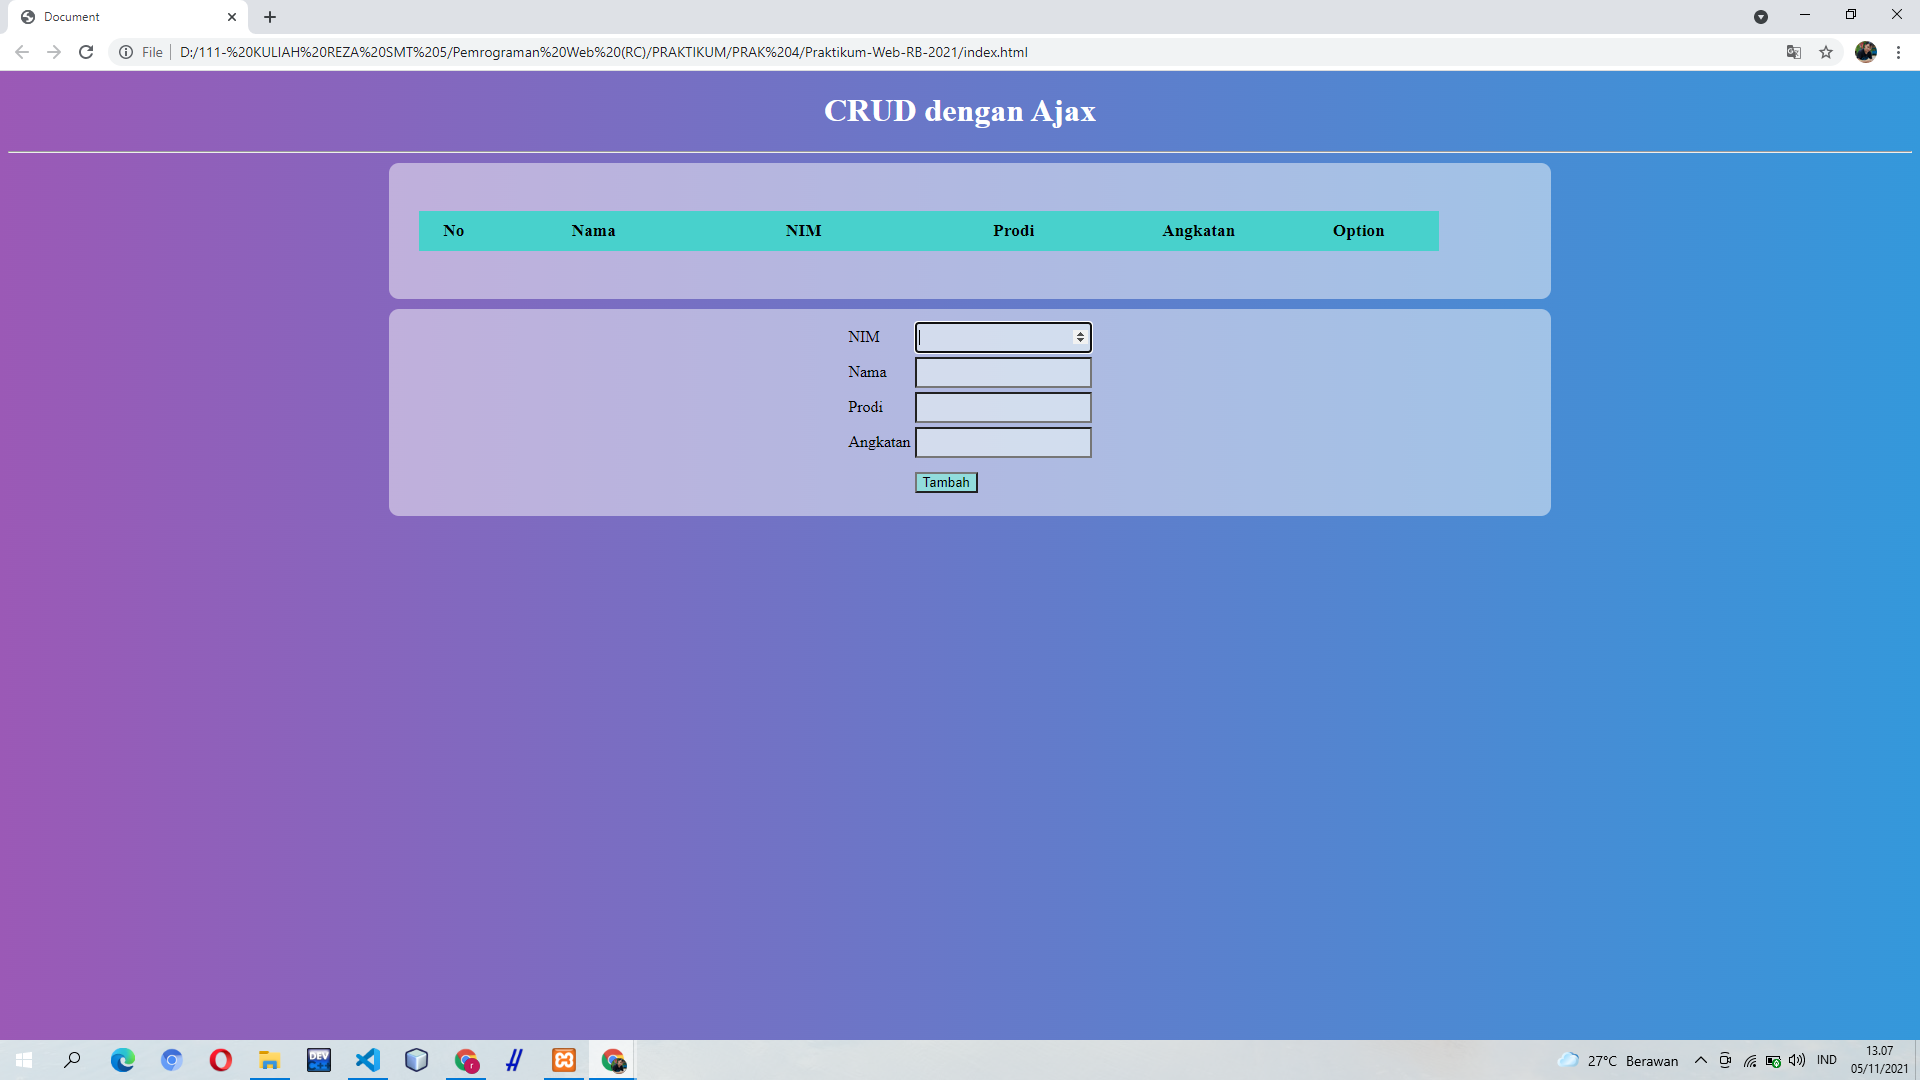 Document
File
D:/111-%20KULIAH%20REZA%20SMT%205/Pemrograman%20Web%20(RC)/PRAKTIKUM/PRAK%204/Praktikum-Web-RB-2021/index.html
CRUD dengan Ajax
No Nama NIM Prodi Angkatan Option
NIM
Nama
Prodi
Angkatan
Tambah
DEV
r
27°C Berawan
IND
13.07
05/11/2021